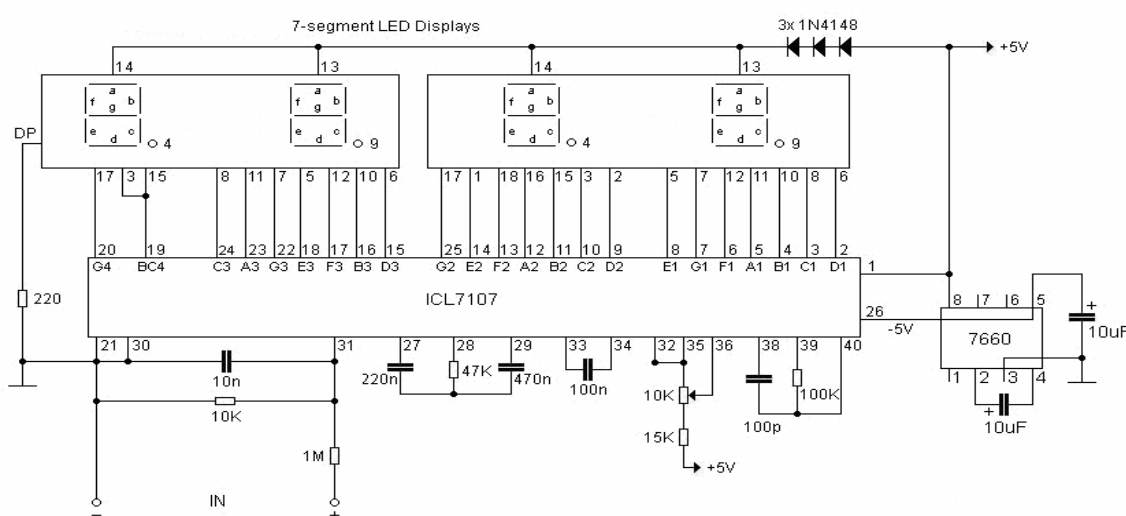 7-segment LED Displays
3x 1N4148
+5V
14 13 14 13
a a a a
f b f b f b f b
g g g g
DP
e c e c e c e c
d d d d
4 9 4 9
17 3 15 8 11 7 5 12 10 6 17 1 18 16 15 3 2 5 7 12 11 10 8 6
20 19 24 23 22 18 17 16 15 25 14 13 12 11 10 9 8 7 6 5 4 3 2
G4 BC4 C3 A3 G3 E3 F3 B3 D3 G2 E2 F2 A2 B2 C2 D2 E1 G1 F1 A1 B1 C1 D1
1
220
ICL7107
26
-5V
8 7 6 5
+
7660
10uF
21 30 31 27 28 29 33 34 32 35 36 38 39 40
1 2 3 4
10n
220n
47K
470n
100n
10K
100K
+
10uF
10K
100p
15K
1M
+5V
IN
- +